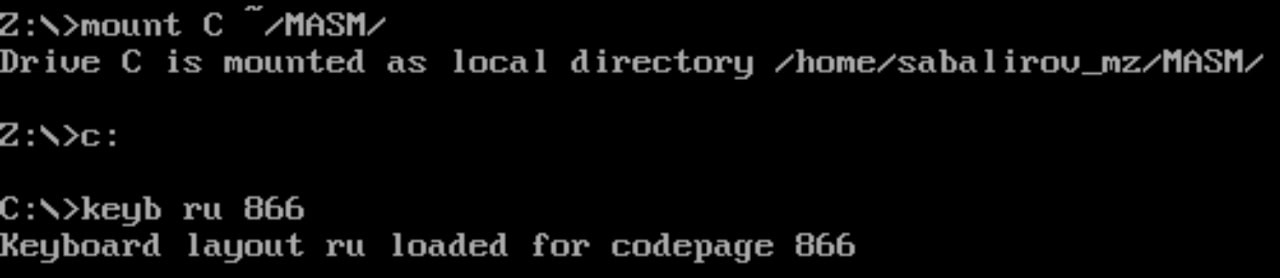 Z:\>mount C ~/MASM/
Drive C is mounted as local directory /home/sabalirov_mz/MASM/
Z:\>c:
C:\>keyb ru 866
Keyboard layout ru loaded for codepage 866